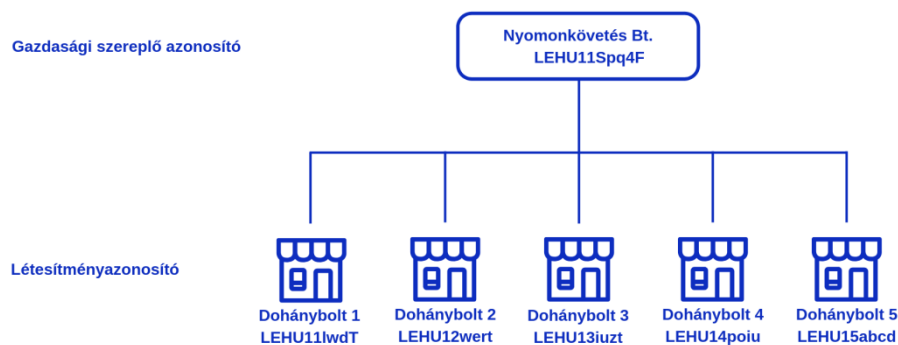 Gazdasági szereplő azonosító
Nyomonkövetés Bt.
LEHU11Spq4F
Létesítményazonosító
Dohánybolt 1
LEHU11lwdT
Dohánybolt 2
LEHU12wert
Dohánybolt 3
LEHU13iuzt
Dohánybolt 4
LEHU14poiu
Dohánybolt 5
LEHU15abcd